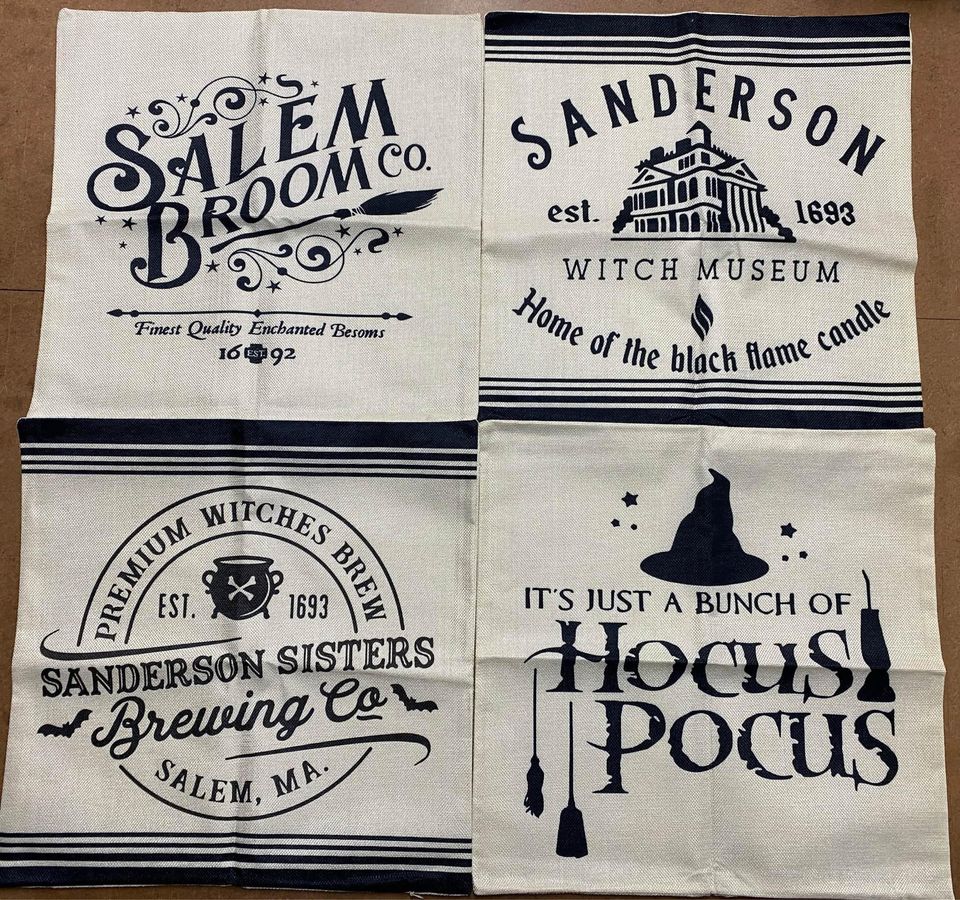 SALEM
BROOM CO.
Finest Quality Enchanted Besoms
16 EST. 92
SANDERSON
est. 1693
WITCH MUSEUM
Home of the black flame candle
PREMIUM WITCHES BREW
EST. 1693
SANDERSON SISTERS
Brewing Co
SALEM, MA.
IT'S JUST A BUNCH OF
HOCUS
POCUS